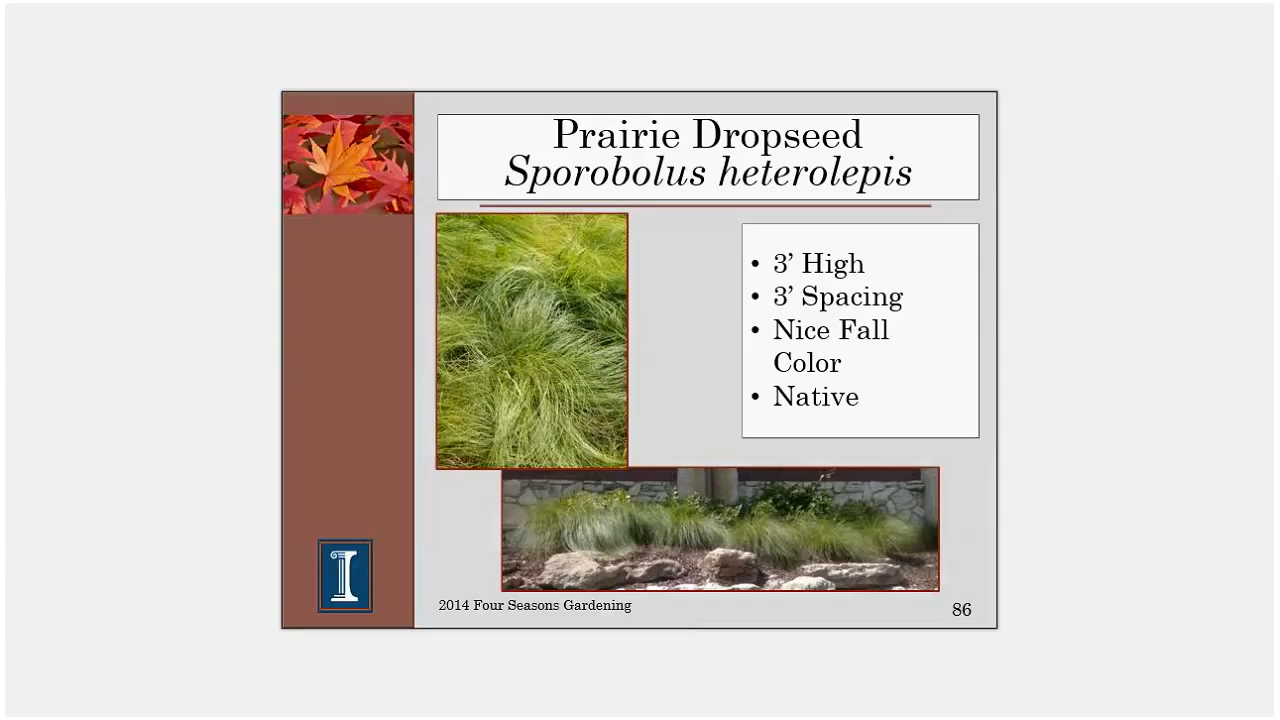 Prairie Dropseed
Sporobolus heterolepis
• 3’ High
• 3’ Spacing
• Nice Fall
Color
• Native
I
2014 Four Seasons Gardening
86